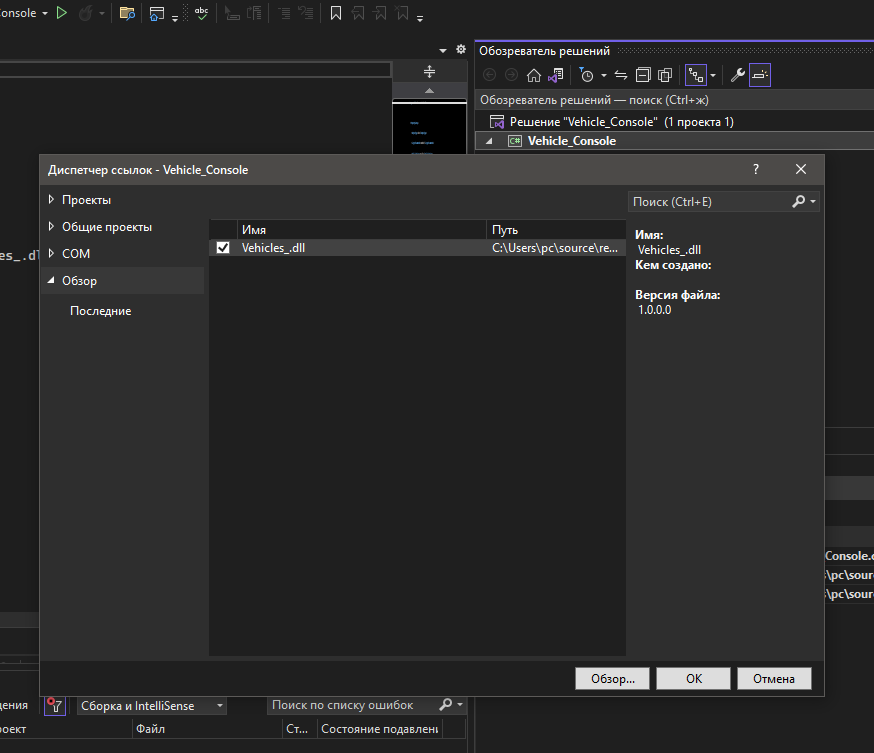 onsole
abc
Обозреватель решений
Обозреватель решений — поиск (Ctrl+ж)
Решение "Vehicle_Console" (1 проекта 1)
C# Vehicle_Console
Диспетчер ссылок - Vehicle_Console
?
Проекты
Общие проекты
COM
Обзор
Последние
Поиск (Ctrl+E)
Имя
Путь
Vehicles_.dll
C:\Users\pc\source\re...
Имя:
Vehicles_.dll
Кем создано:
Версия файла:
1.0.0.0
es_.dl
Console.c
\pc\sour
\pc\sour
Обзор...
OK
Отмена
дения
Сборка и IntelliSense
Поиск по списку ошибок
роект
Файл
Ст...
Состояние подавлени